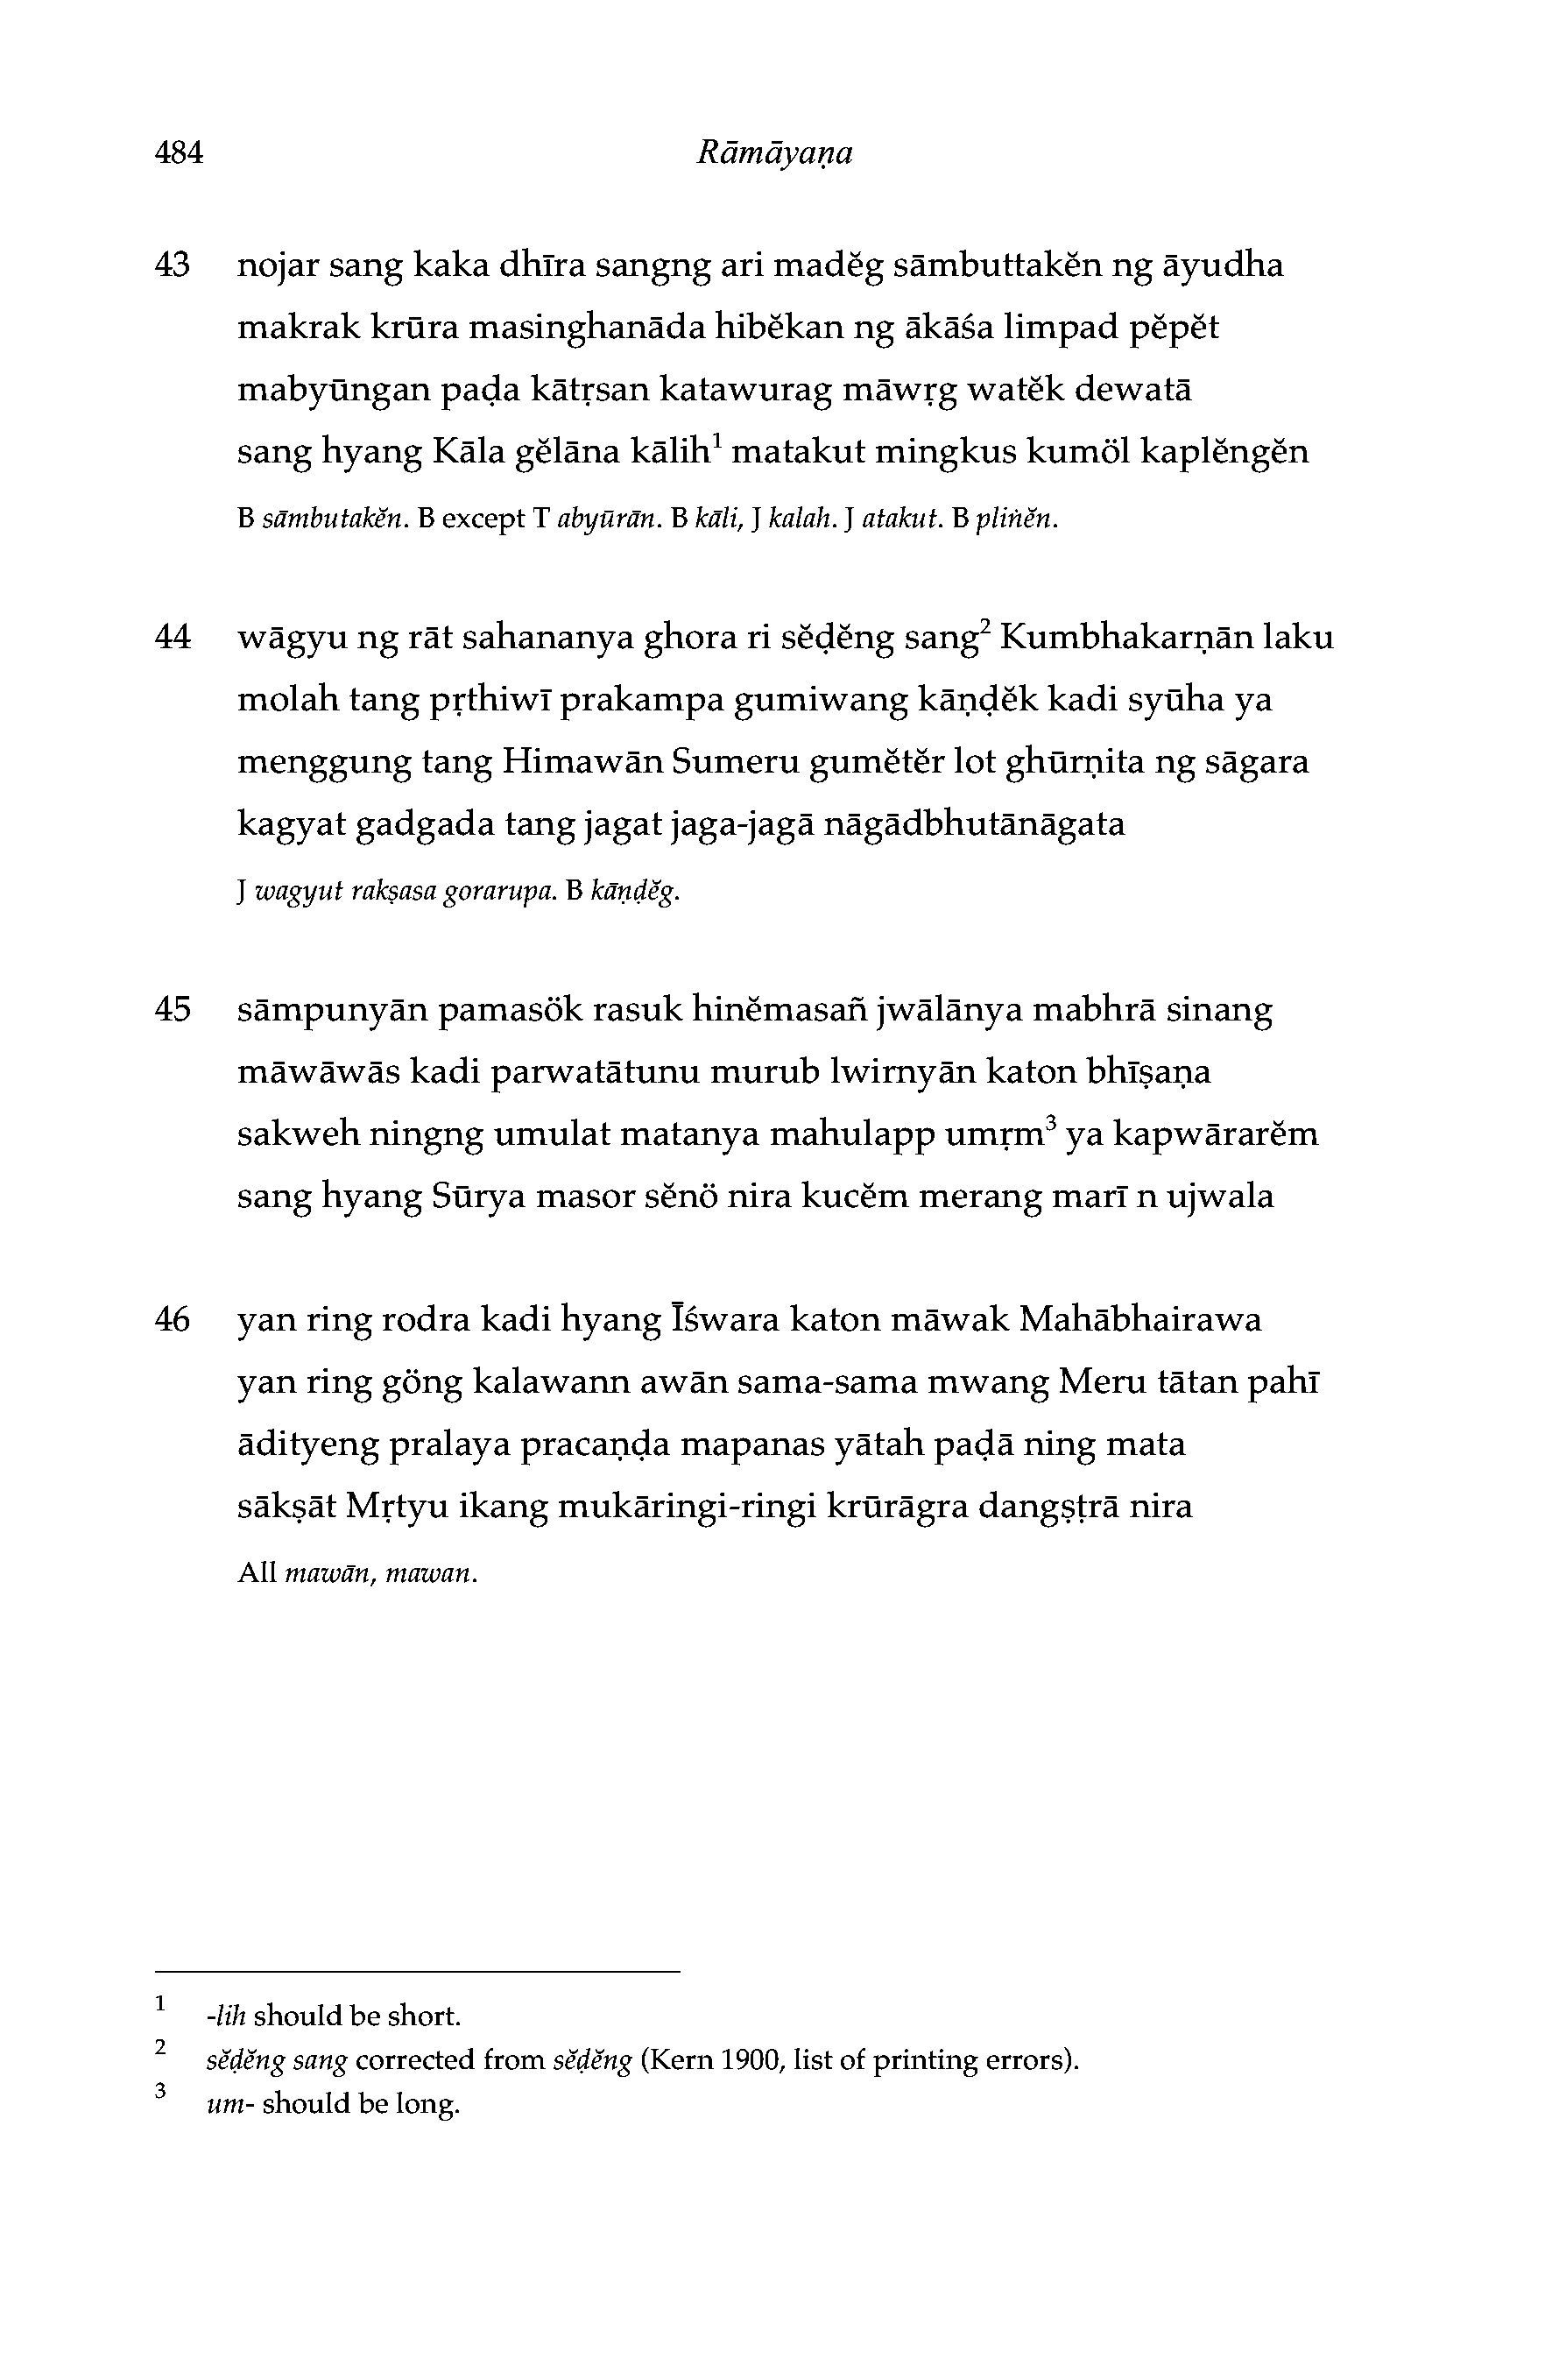 484 Rāmāyaṇa
43 nojar sang kaka dhīra sangng ari madĕg sāmbuttakĕn ng āyudha
makrak krūra masinghanāda hibĕkan ng ākāśa limpad pĕpĕt
mabyūngan paḍa kātṛsan katawurag māwṛg watĕk dewatā
sang hyang Kāla gĕlāna kālih¹ matakut mingkus kumöl kaplĕngĕn
B sāmbutakĕn. B except T abyūrān. B kāli, J kalah. J atakut. B pliṅĕn.
44 wāgyu ng rāt sahananya ghora ri sĕḍĕng sang² Kumbhakarṇān laku
molah tang pṛthiwī prakampa gumiwang kāṇḍĕk kadi syūha ya
menggung tang Himawān Sumeru gumĕtĕr lot ghūrṇita ng sāgara
kagyat gadgada tang jagat jaga-jagā nāgādbhutānāgata
J wagyut rakṣasa gorarupa. B kāṇḍĕg.
45 sāmpunyān pamasök rasuk hinĕmasañ jwālānya mabhrā sinang
māwāwās kadi parwatātunu murub lwirnyān katon bhīṣaṇa
sakweh ningng umulat matanya mahulapp umṛm³ ya kapwārarĕm
sang hyang Sūrya masor sĕnö nira kucĕm merang marī n ujwala
46 yan ring rodra kadi hyang Īśwara katon māwak Mahābhairawa
yan ring göng kalawann awān sama-sama mwang Meru tātan pahī
ādityeng pralaya pracaṇḍa mapanas yātah paḍā ning mata
sākṣāt Mṛtyu ikang mukāringi-ringi krūrāgra dangṣṭrā nira
All mawān, mawan.
1 -lih should be short.
2 sĕḍĕng sang corrected from sĕḍĕng (Kern 1900, list of printing errors).
3 um- should be long.